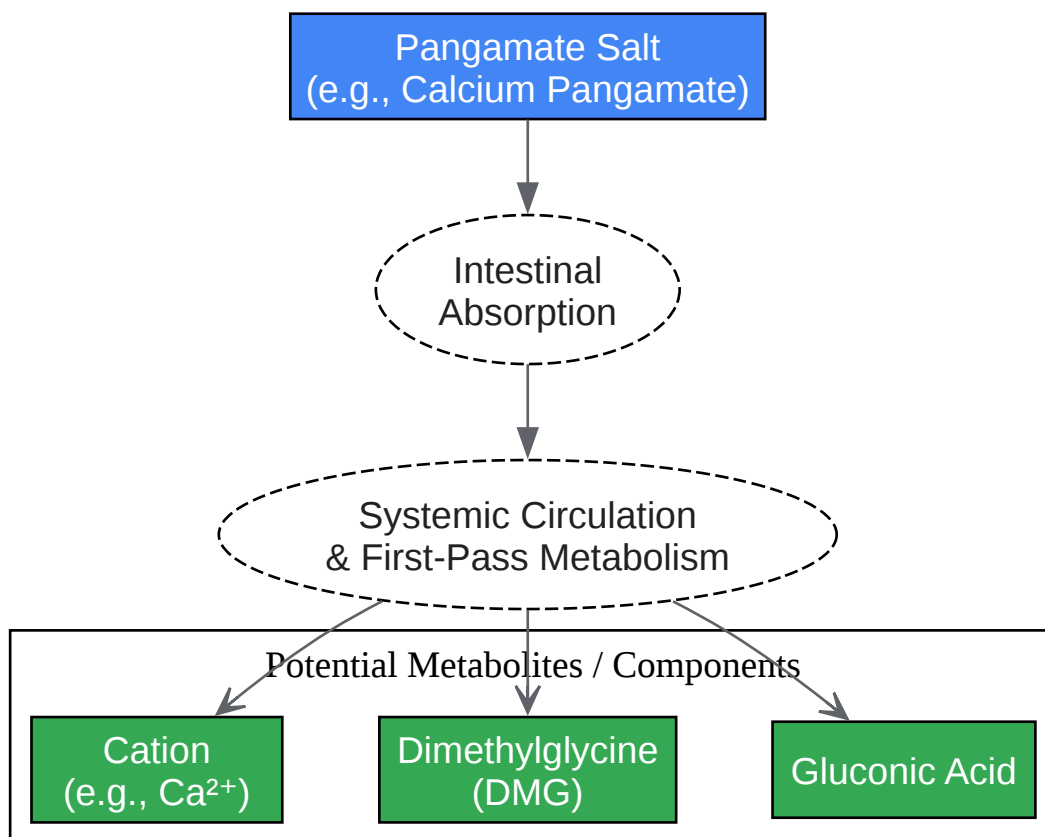 Pangamate Salt
(e.g., Calcium Pangamate)
Intestinal
Absorption
Systemic Circulation
& First-Pass Metabolism
Potential Metabolites / Components
Cation
(e.g., Ca²⁺)
Dimethylglycine
(DMG)
Gluconic Acid